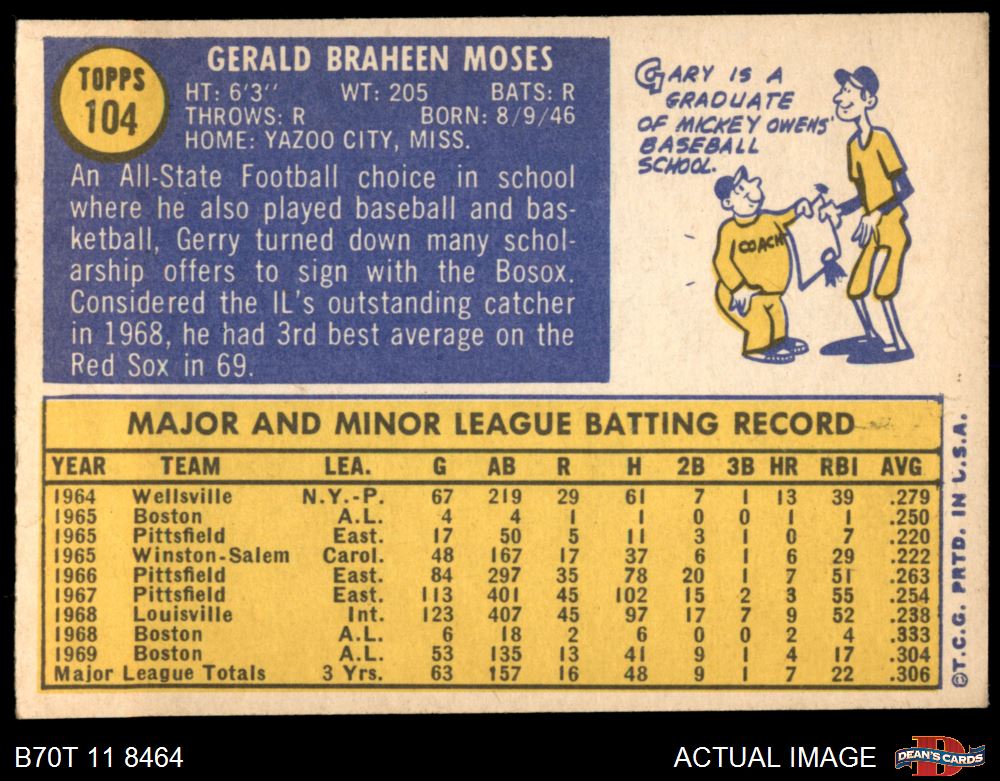 TOPPS
104
GERALD BRAHEEN MOSES
HT: 6'3" WT: 205 BATS: R
THROWS: R BORN: 8/9/46
HOME: YAZOO CITY, MISS.
An All-State Football choice in school
where he also played baseball and bas-
ketball, Gerry turned down many schol-
arship offers to sign with the Bosox.
Considered the IL's outstanding catcher
in 1968, he had 3rd best average on the
Red Sox in 69.
GARY IS A
GRADUATE
OF MICKEY OWENS'
BASEBALL
SCHOOL.
COACH
MAJOR AND MINOR LEAGUE BATTING RECORD
YEAR TEAM LEA. G AB R H 2B 3B HR RBI AVG
1964 Wellsville N.Y.-P. 67 219 29 61 7 1 13 39 .279
1965 Boston A.L. 4 4 1 1 0 0 1 1 .250
1965 Pittsfield East. 17 50 5 11 3 1 0 7 .220
1965 Winston-Salem Carol. 48 167 17 37 6 1 6 29 .222
1966 Pittsfield East. 84 297 35 78 20 1 7 51 .263
1967 Pittsfield East. 113 401 45 102 15 2 3 55 .254
1968 Louisville Int. 123 407 45 97 17 7 9 52 .238
1968 Boston A.L. 6 18 2 6 0 0 2 4 .333
1969 Boston A.L. 53 135 13 41 9 1 4 17 .304
Major League Totals 3 Yrs. 63 157 16 48 9 1 7 22 .306
©T.C.G. PRTD. IN U.S.A.
B70T 11 8464
ACTUAL IMAGE
DEAN'S CARDS